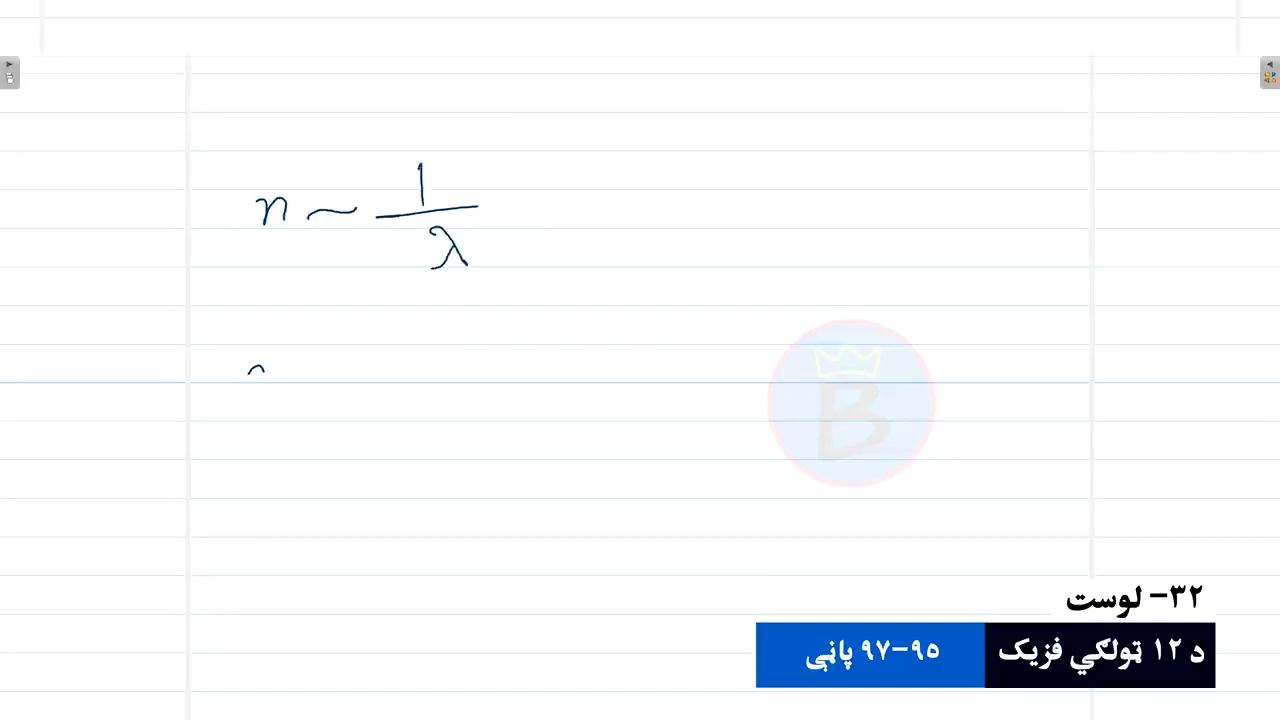 n ~ 1/λ
B
۳۲- لوست
د ۱۲ ټولګي فزیک
۹۵-۹۷ پاڼې